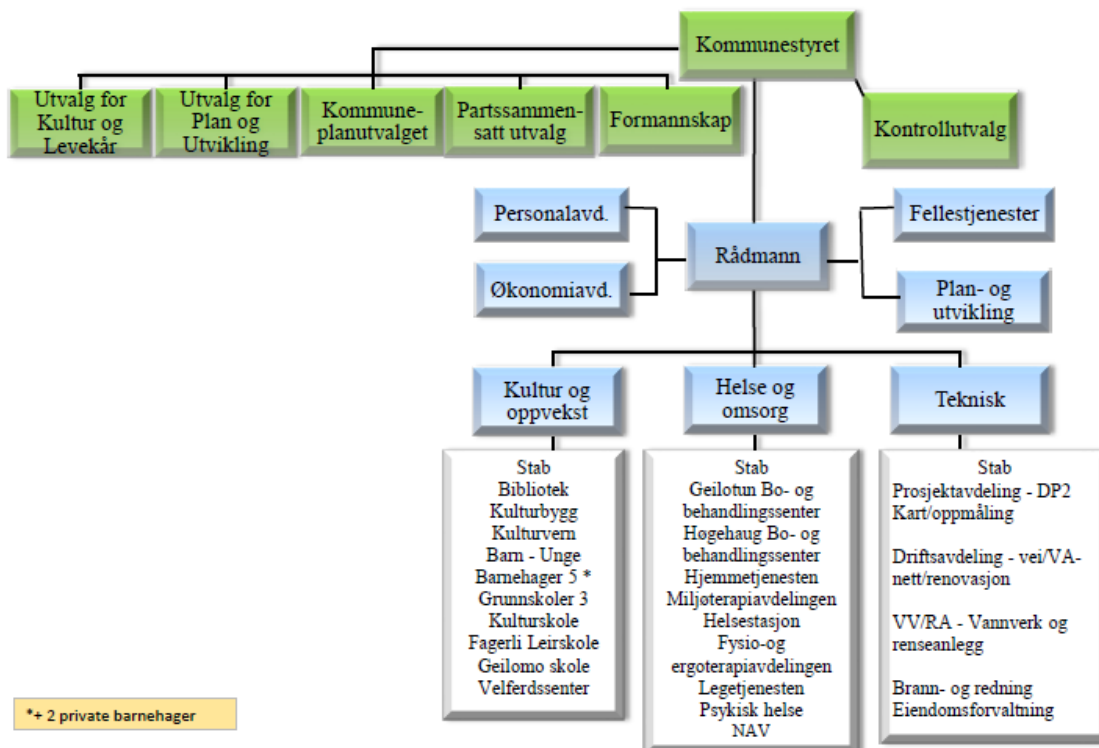 Kommunestyret
Utvalg for
Kultur og
Levekår
Utvalg for
Plan og
Utvikling
Kommune-
planutvalget
Partssammen-
satt utvalg
Formannskap
Kontrollutvalg
Personalavd.
Økonomiavd.
Rådmann
Fellestjenester
Plan- og
utvikling
Kultur og
oppvekst
Helse og
omsorg
Teknisk
Stab
Bibliotek
Kulturbygg
Kulturvern
Barn - Unge
Barnehager 5 *
Grunnskoler 3
Kulturskole
Fagerli Leirskole
Geilomo skole
Velferdssenter
Stab
Geilotun Bo- og
behandlingssenter
Høgehaug Bo- og
behandlingssenter
Hjemmetjenesten
Miljøterapiavdelingen
Helsestasjon
Fysio-og
ergoterapiavdelingen
Legetjenesten
Psykisk helse
NAV
Stab
Prosjektavdeling - DP2
Kart/oppmåling
Driftsavdeling - vei/VA-
nett/renovasjon
VV/RA - Vannverk og
renseanlegg
Brann- og redning
Eiendomsforvaltning
*+ 2 private barnehager